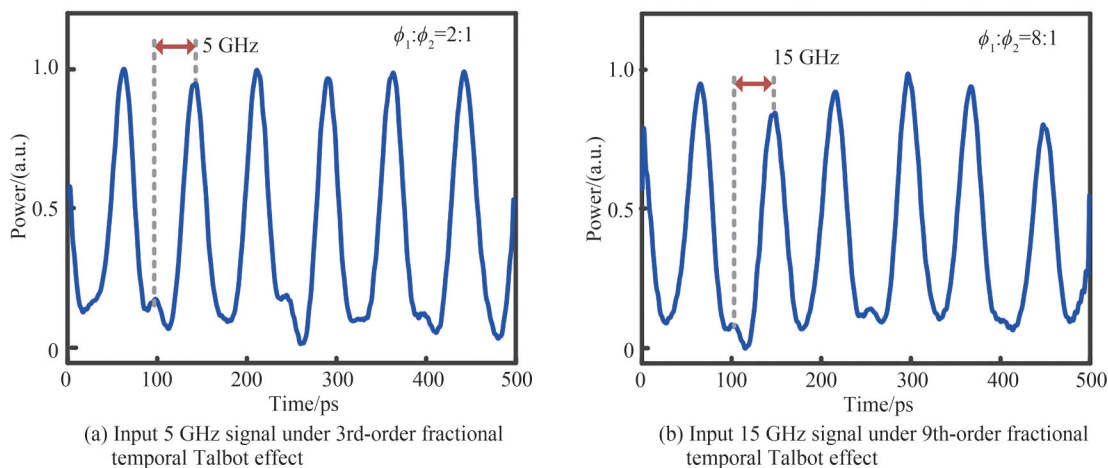 5 GHz
ϕ1:ϕ2=2:1
1.0
0.5
0
Power/(a.u.)
0 100 200 300 400 500
Time/ps
(a) Input 5 GHz signal under 3rd-order fractional
temporal Talbot effect
15 GHz
ϕ1:ϕ2=8:1
1.0
0.5
0
Power/(a.u.)
0 100 200 300 400 500
Time/ps
(b) Input 15 GHz signal under 9th-order fractional
temporal Talbot effect